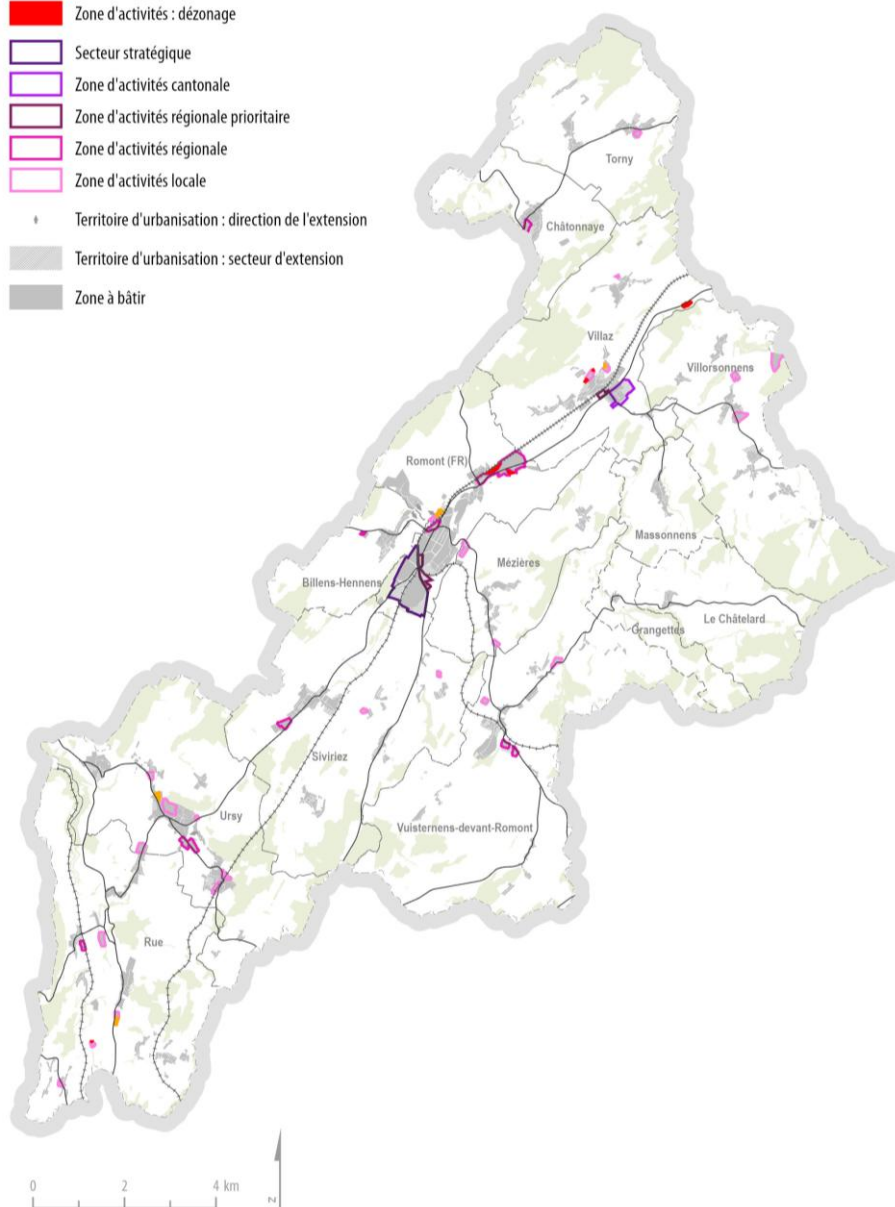 Zone d'activités : dézonage
Secteur stratégique
Zone d'activités cantonale
Zone d'activités régionale prioritaire
Zone d'activités régionale
Zone d'activités locale
Territoire d'urbanisation : direction de l'extension
Territoire d'urbanisation : secteur d'extension
Zone à bâtir
Torny
Châtonnaye
Villaz
Villorsonnens
Romont (FR)
Massonnens
Mézières
Billens-Hennens
Le Châtelard
Grangettes
Siviriez
Ursy
Vuisternens-devant-Romont
Rue
0 2 4 km
N